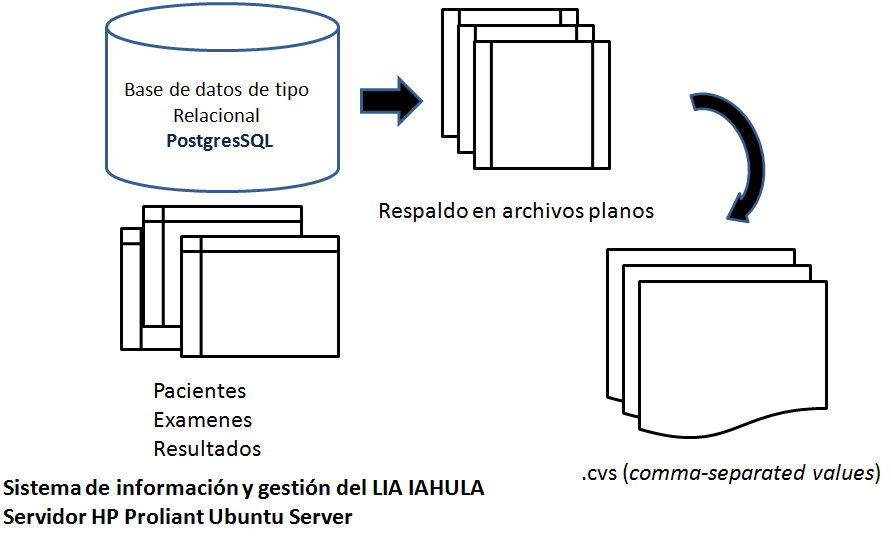 Base de datos de tipo
Relacional
PostgresSQL
Respaldo en archivos planos
Pacientes
Examenes
Resultados
.cvs (comma-separated values)
Sistema de información y gestión del LIA IAHULA
Servidor HP Proliant Ubuntu Server